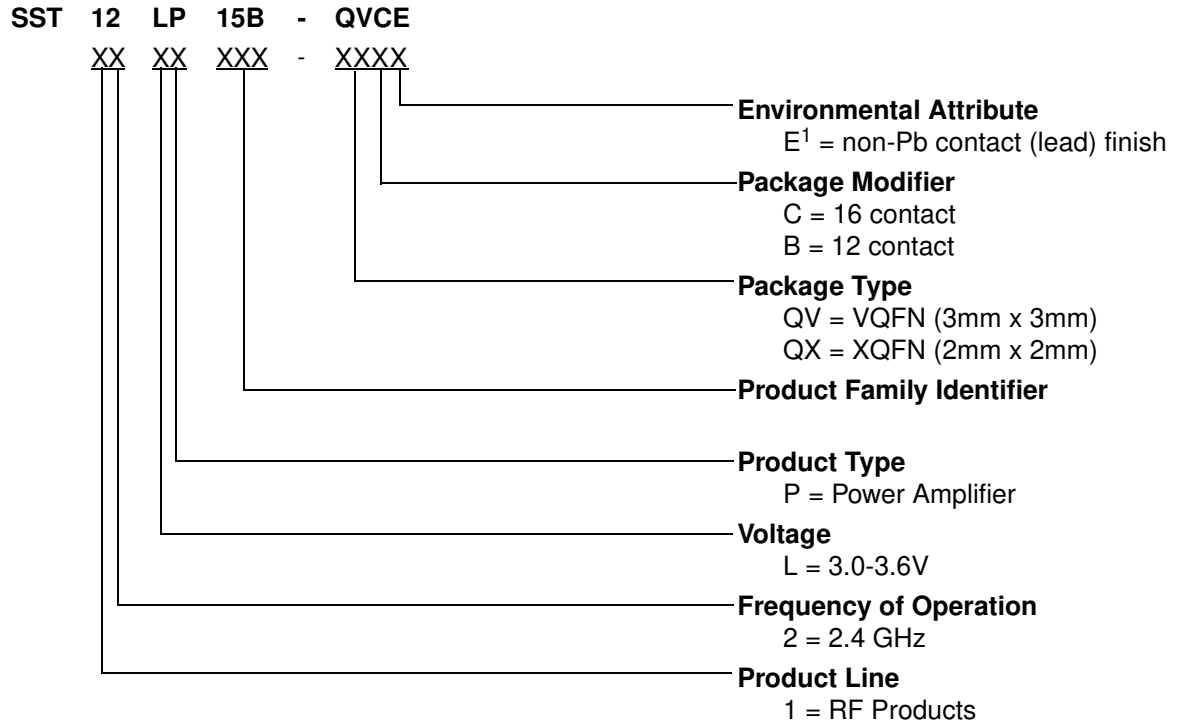 SST 12 LP 15B - QVCE
XX XX XXX - XXXX
Environmental Attribute
E1 = non-Pb contact (lead) finish
Package Modifier
C = 16 contact
B = 12 contact
Package Type
QV = VQFN (3mm x 3mm)
QX = XQFN (2mm x 2mm)
Product Family Identifier
Product Type
P = Power Amplifier
Voltage
L = 3.0-3.6V
Frequency of Operation
2 = 2.4 GHz
Product Line
1 = RF Products